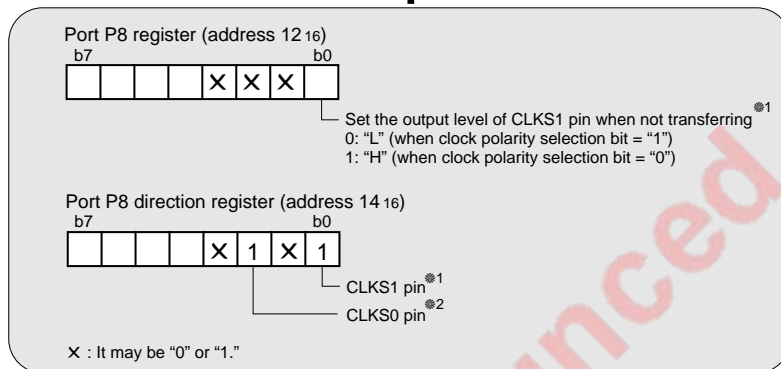 Port P8 register (address 12 16)
b7 b0
X X X
Set the output level of CLKS1 pin when not transferring ※1
0: “L” (when clock polarity selection bit = “1”)
1: “H” (when clock polarity selection bit = “0”)
Port P8 direction register (address 14 16)
b7 b0
X 1 X 1
CLKS1 pin ※1
CLKS0 pin ※2
X : It may be “0” or “1.”